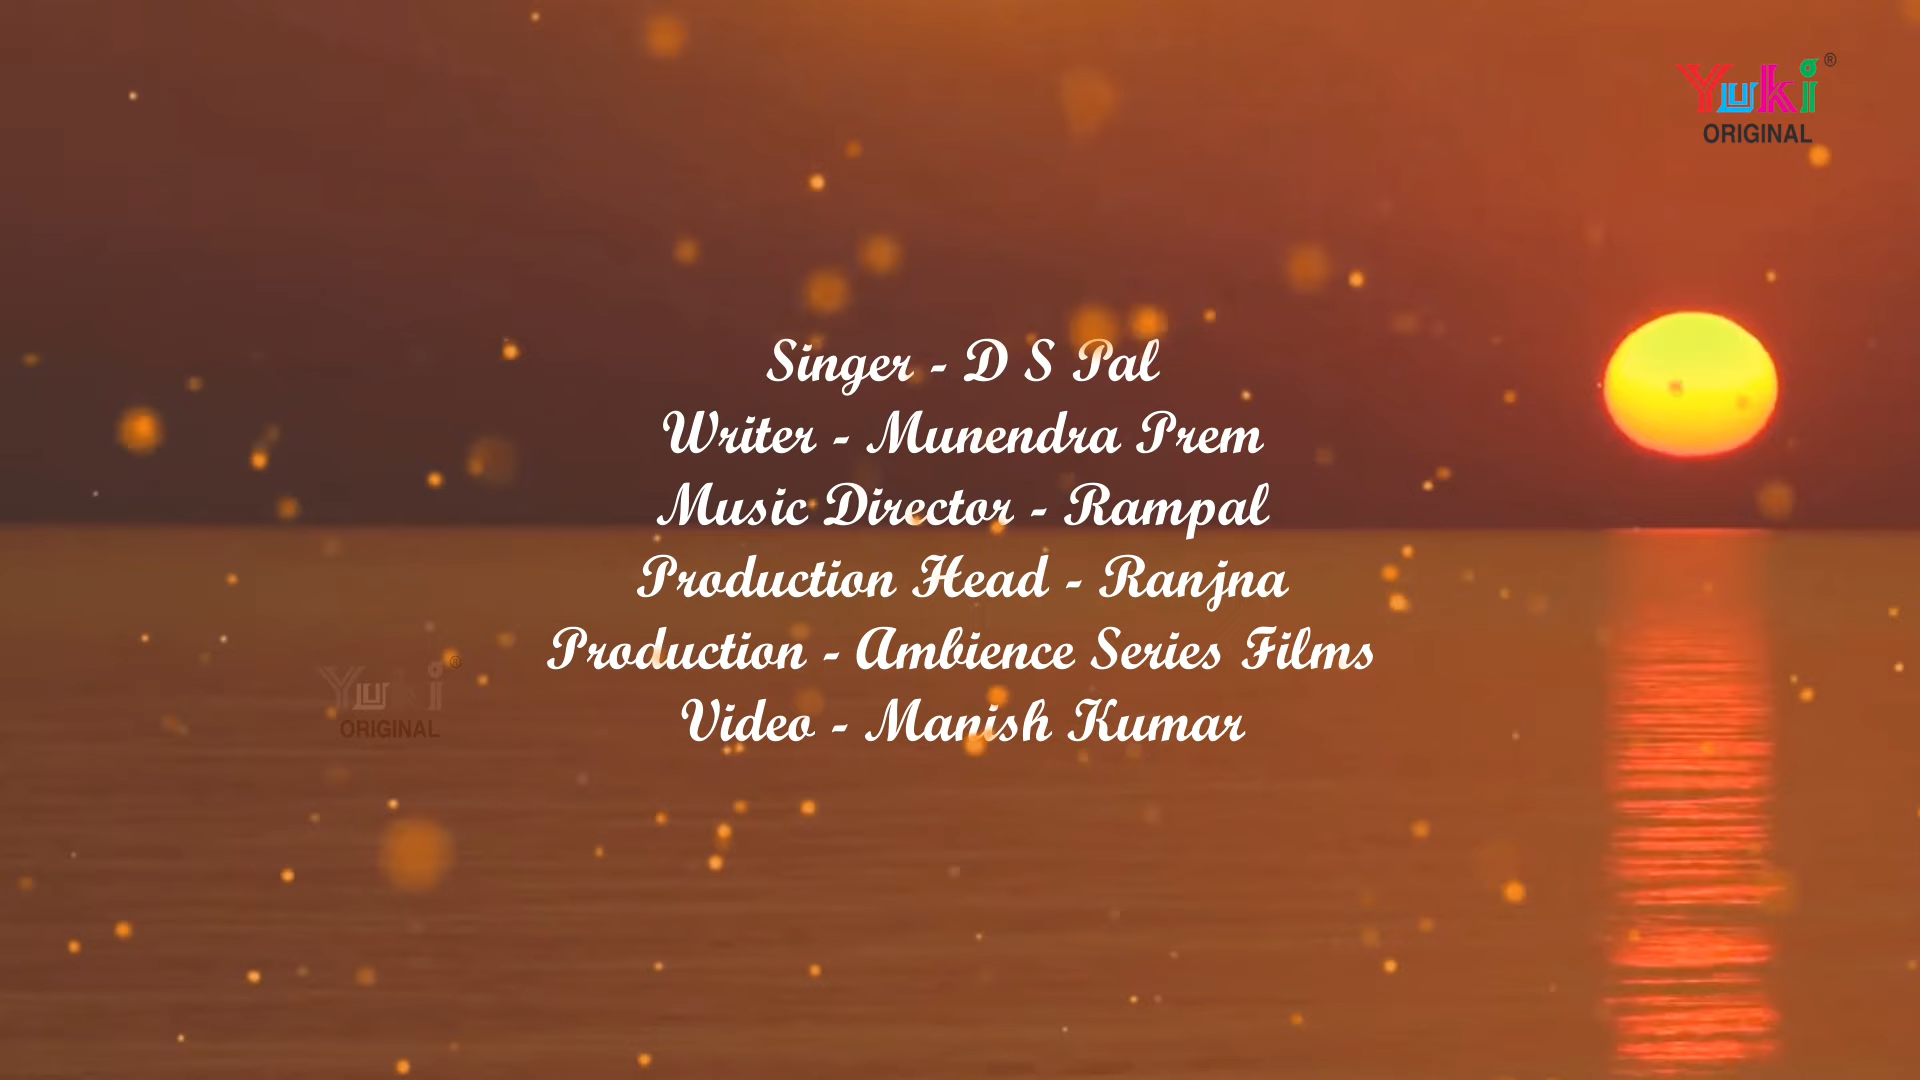 Yuki®
ORIGINAL
Singer - D S Pal
Writer - Munendra Prem
Music Director - Rampal
Production Head - Ranjna
Production - Ambience Series Films
Video - Manish Kumar
Yuki®
ORIGINAL